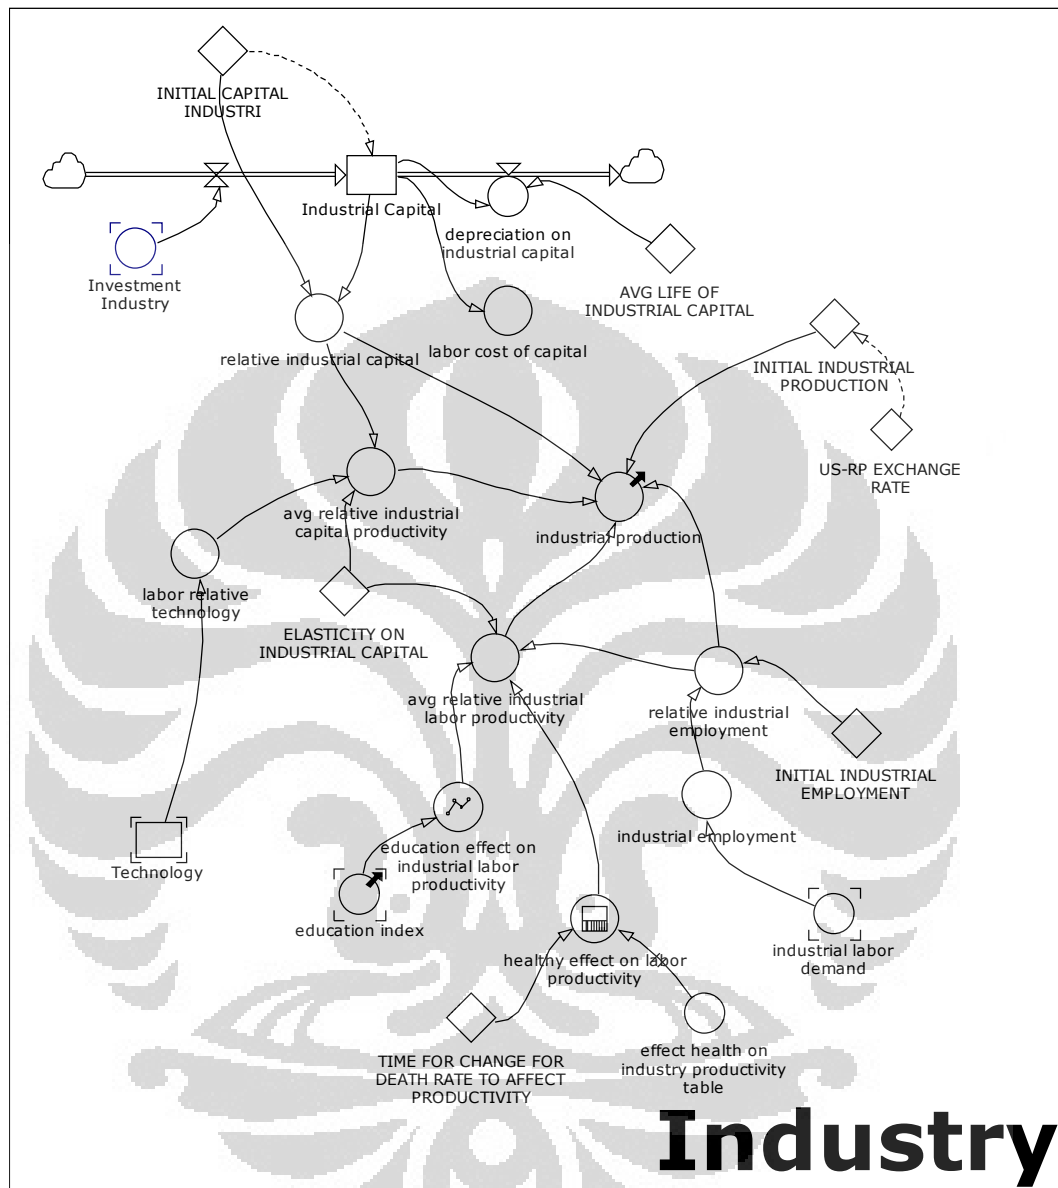 INITIAL CAPITAL
INDUSTRI
Industrial Capital
depreciation on
industrial capital
Investment
Industry
AVG LIFE OF
INDUSTRIAL CAPITAL
relative industrial capital
labor cost of capital
INITIAL INDUSTRIAL
PRODUCTION
US-RP EXCHANGE
RATE
avg relative industrial
capital productivity
industrial production
labor relative
technology
ELASTICITY ON
INDUSTRIAL CAPITAL
avg relative industrial
labor productivity
relative industrial
employment
INITIAL INDUSTRIAL
EMPLOYMENT
industrial employment
education effect on
industrial labor
productivity
Technology
education index
industrial labor
demand
healthy effect on labor
productivity
TIME FOR CHANGE FOR
DEATH RATE TO AFFECT
PRODUCTIVITY
effect health on
industry productivity
table
Industry